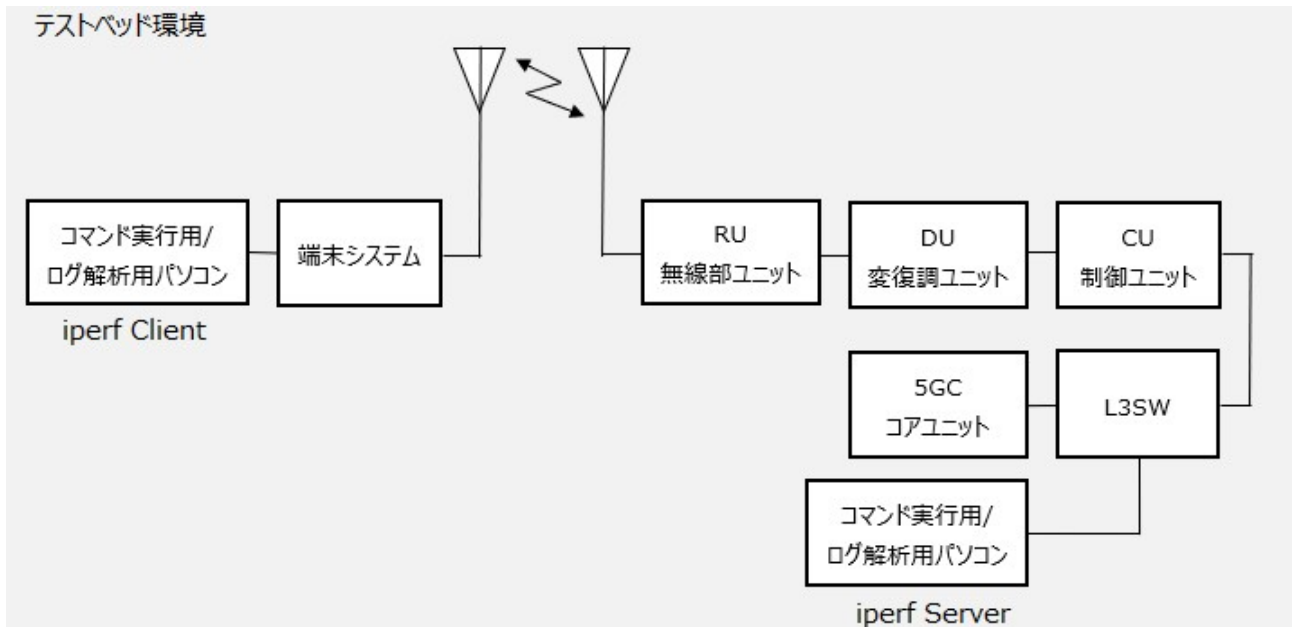 テストベッド環境
コマンド実行用/
ログ解析用パソコン
iperf Client
端末システム
RU
無線部ユニット
DU
変復調ユニット
CU
制御ユニット
5GC
コアユニット
L3SW
コマンド実行用/
ログ解析用パソコン
iperf Server